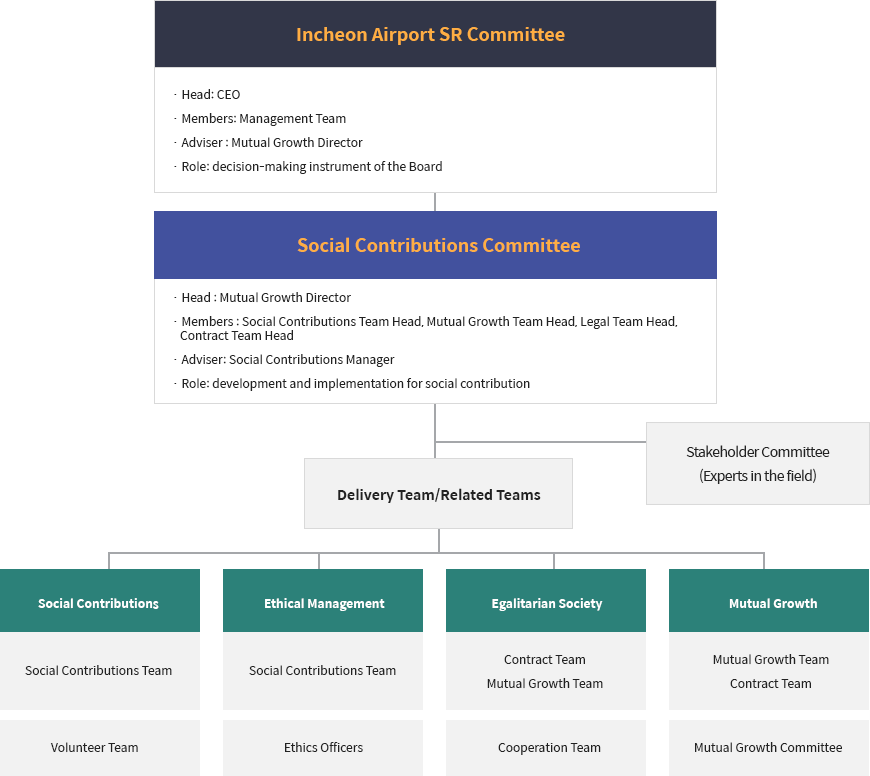 Incheon Airport SR Committee
· Head: CEO
· Members: Management Team
· Adviser : Mutual Growth Director
· Role: decision-making instrument of the Board
Social Contributions Committee
· Head : Mutual Growth Director
· Members : Social Contributions Team Head, Mutual Growth Team Head, Legal Team Head,
Contract Team Head
· Adviser: Social Contributions Manager
· Role: development and implementation for social contribution
Stakeholder Committee
(Experts in the field)
Delivery Team/Related Teams
Social Contributions
Social Contributions Team
Volunteer Team
Ethical Management
Social Contributions Team
Ethics Officers
Egalitarian Society
Contract Team
Mutual Growth Team
Cooperation Team
Mutual Growth
Mutual Growth Team
Contract Team
Mutual Growth Committee